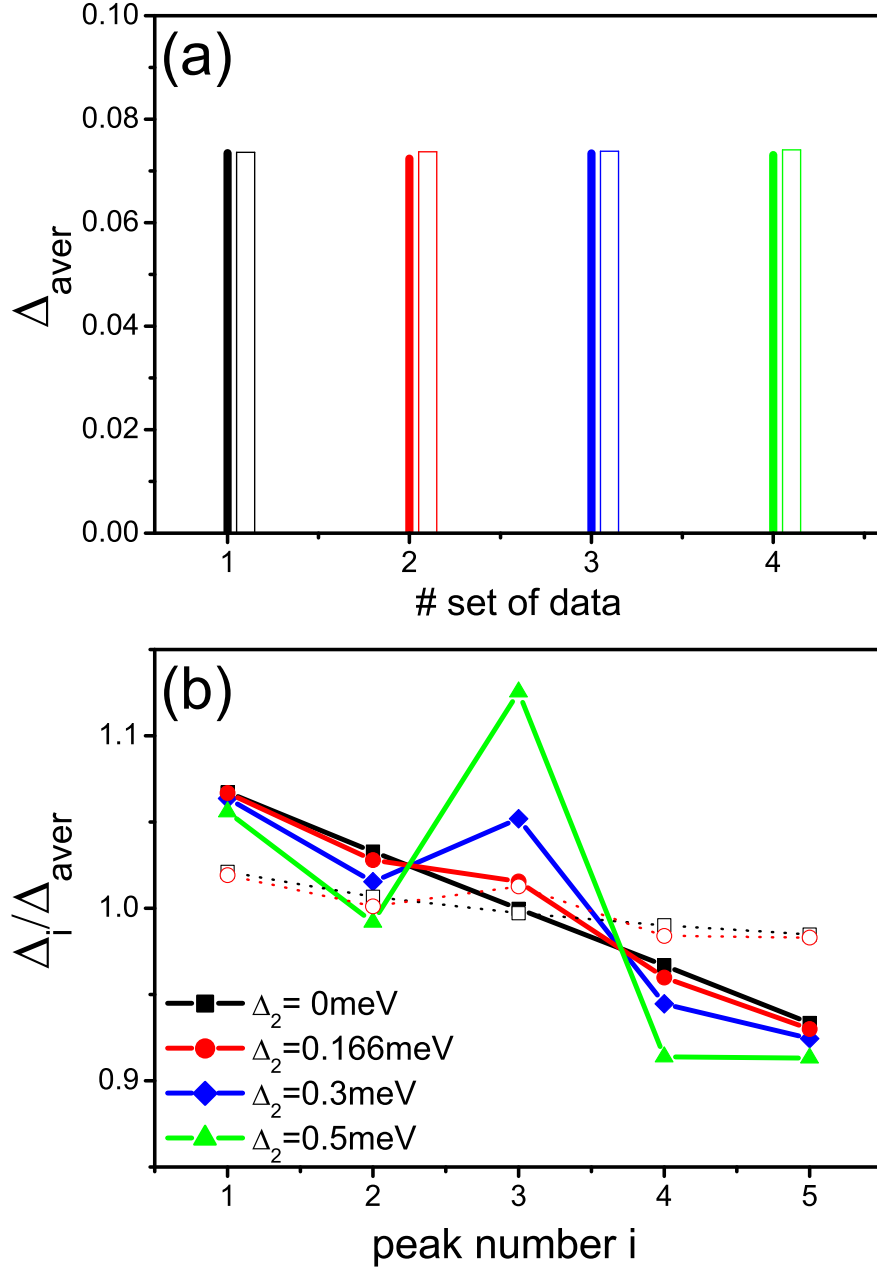 (a)
0.10
0.08
0.06
0.04
0.02
0.00
Δaver
1 2 3 4
# set of data
(b)
1.1
1.0
0.9
Δi/Δaver
Δ2= 0meV
Δ2=0.166meV
Δ2=0.3meV
Δ2=0.5meV
1 2 3 4 5
peak number i